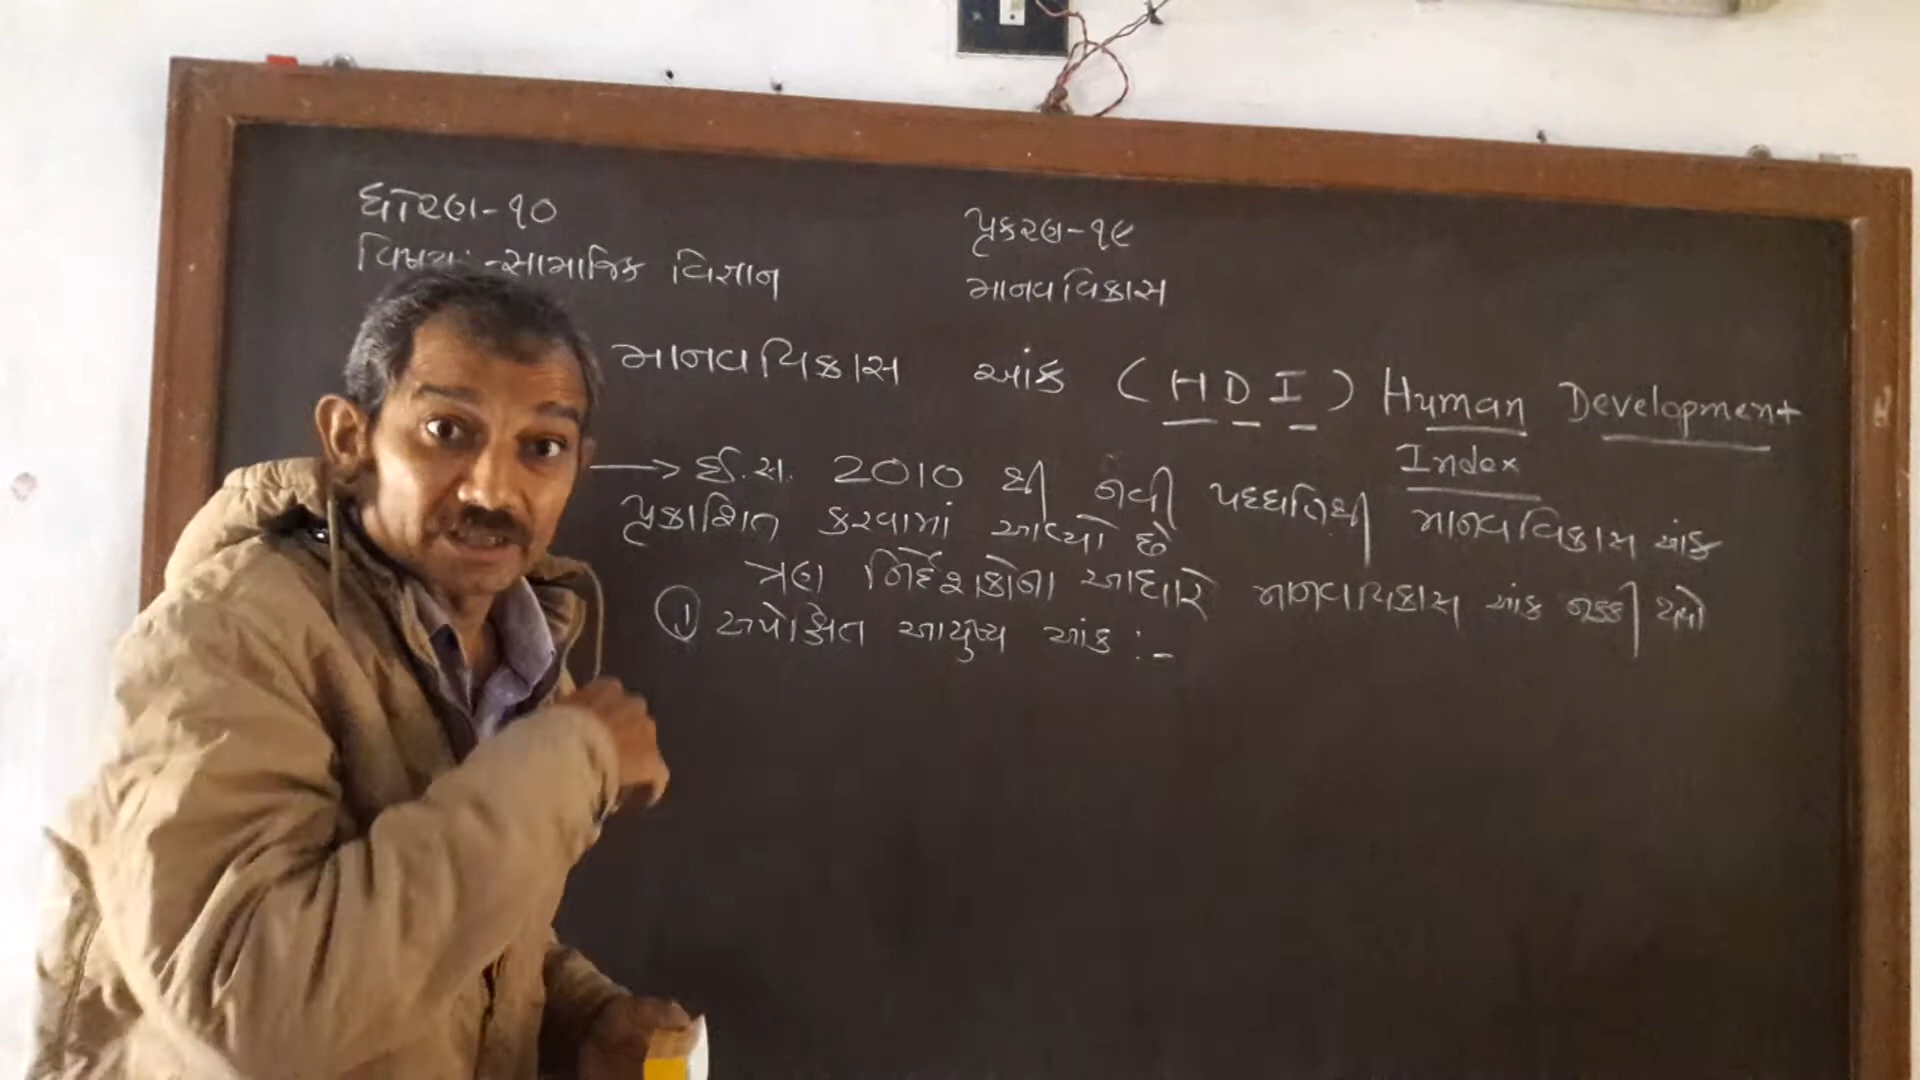 ધોરણ-૧૦
વિષય:-સામાજિક વિજ્ઞાન
પ્રકરણ-૧૯
માનવવિકાસ
માનવવિકાસ આંક (HDI) Human Development
Index
→ ઈ.સ. 2010 થી નવી પદ્ધતિથી માનવવિકાસ આંક
પ્રકાશિત કરવામાં આવ્યો છે
ત્રણ નિર્દેશકોના આધારે માનવવિકાસ આંક નક્કી થયો
① અપેક્ષિત આયુષ્ય આંક :-